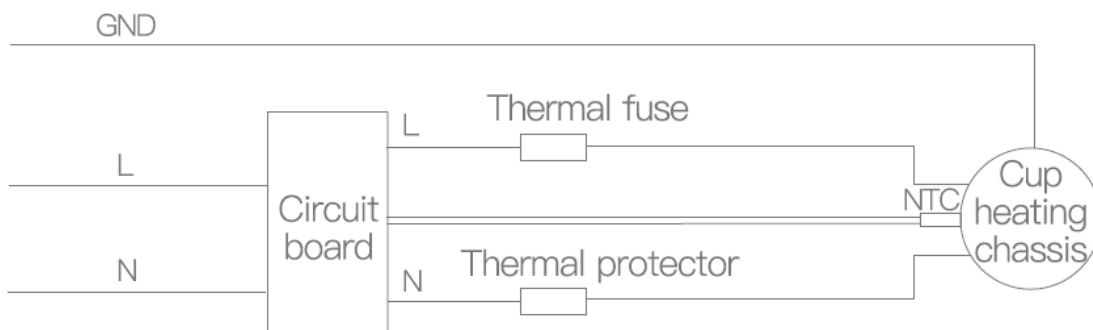 GND
L
Thermal fuse
L
Circuit
board
NTC
Cup
heating
chassis
N
N
Thermal protector